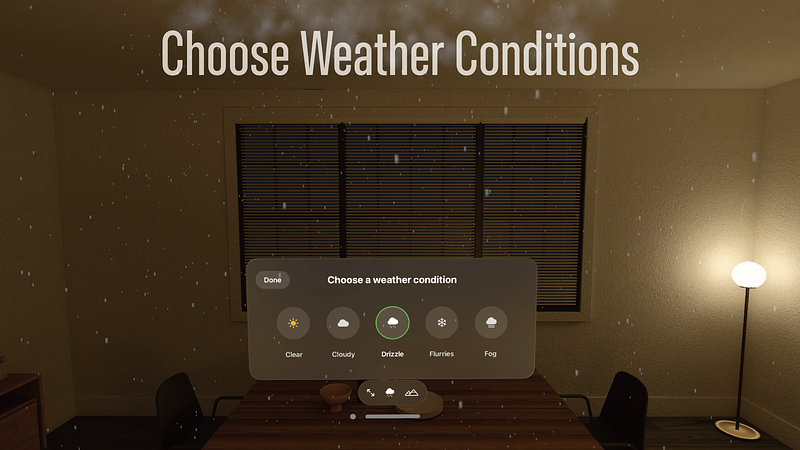 Choose Weather Conditions
Done
Choose a weather condition
Clear
Cloudy
Drizzle
Flurries
Fog